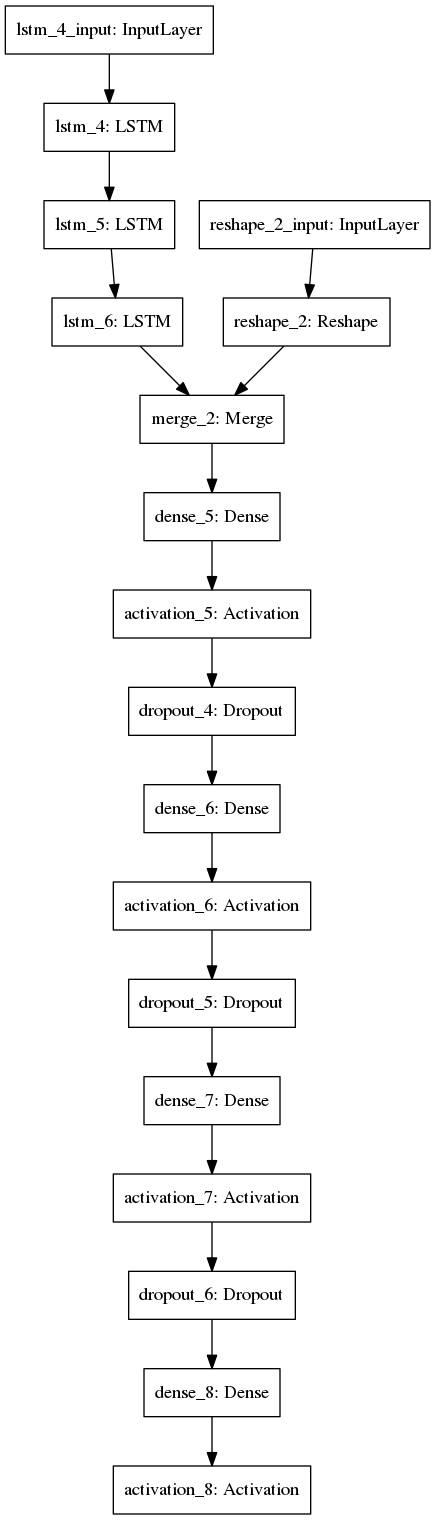 lstm_4_input: InputLayer
lstm_4: LSTM
lstm_5: LSTM
reshape_2_input: InputLayer
lstm_6: LSTM
reshape_2: Reshape
merge_2: Merge
dense_5: Dense
activation_5: Activation
dropout_4: Dropout
dense_6: Dense
activation_6: Activation
dropout_5: Dropout
dense_7: Dense
activation_7: Activation
dropout_6: Dropout
dense_8: Dense
activation_8: Activation